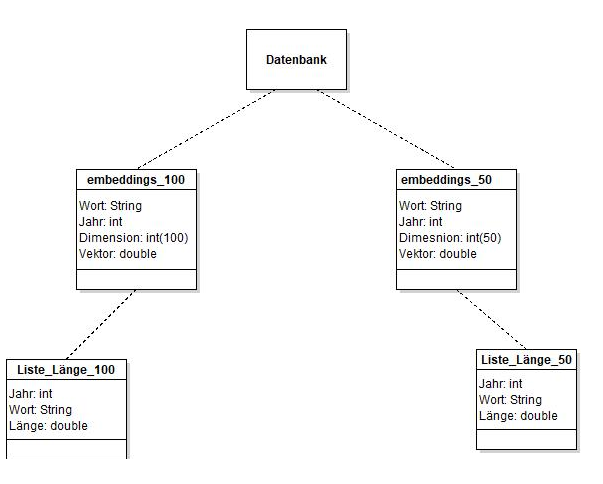 Datenbank
embeddings_100
Wort: String
Jahr: int
Dimension: int(100)
Vektor: double
embeddings_50
Wort: String
Jahr: int
Dimesnion: int(50)
Vektor: double
Liste_Länge_100
Jahr: int
Wort: String
Länge: double
Liste_Länge_50
Jahr: int
Wort: String
Länge: double